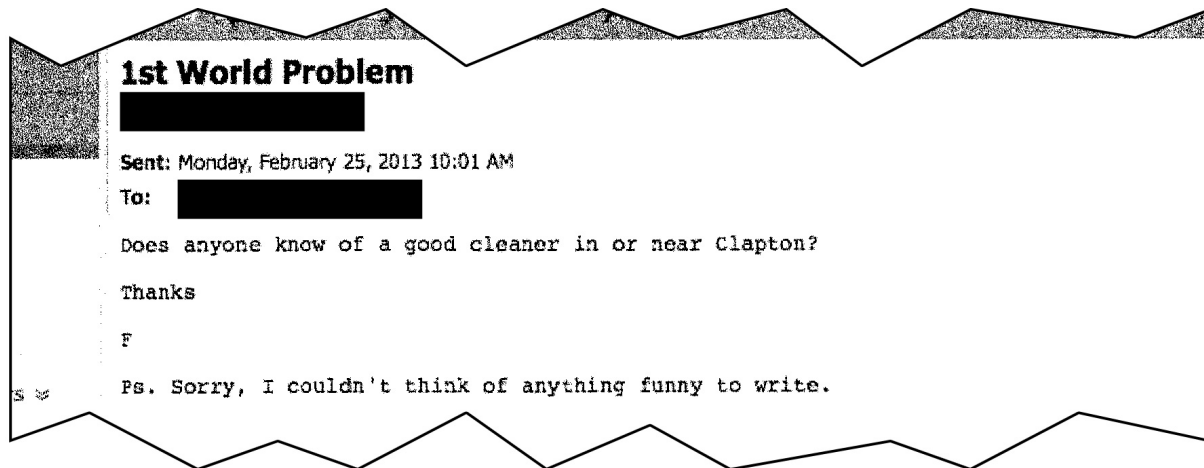 1st World Problem
Sent: Monday, February 25, 2013 10:01 AM
To:
Does anyone know of a good cleaner in or near Clapton?
Thanks
F
Ps. Sorry, I couldn't think of anything funny to write.